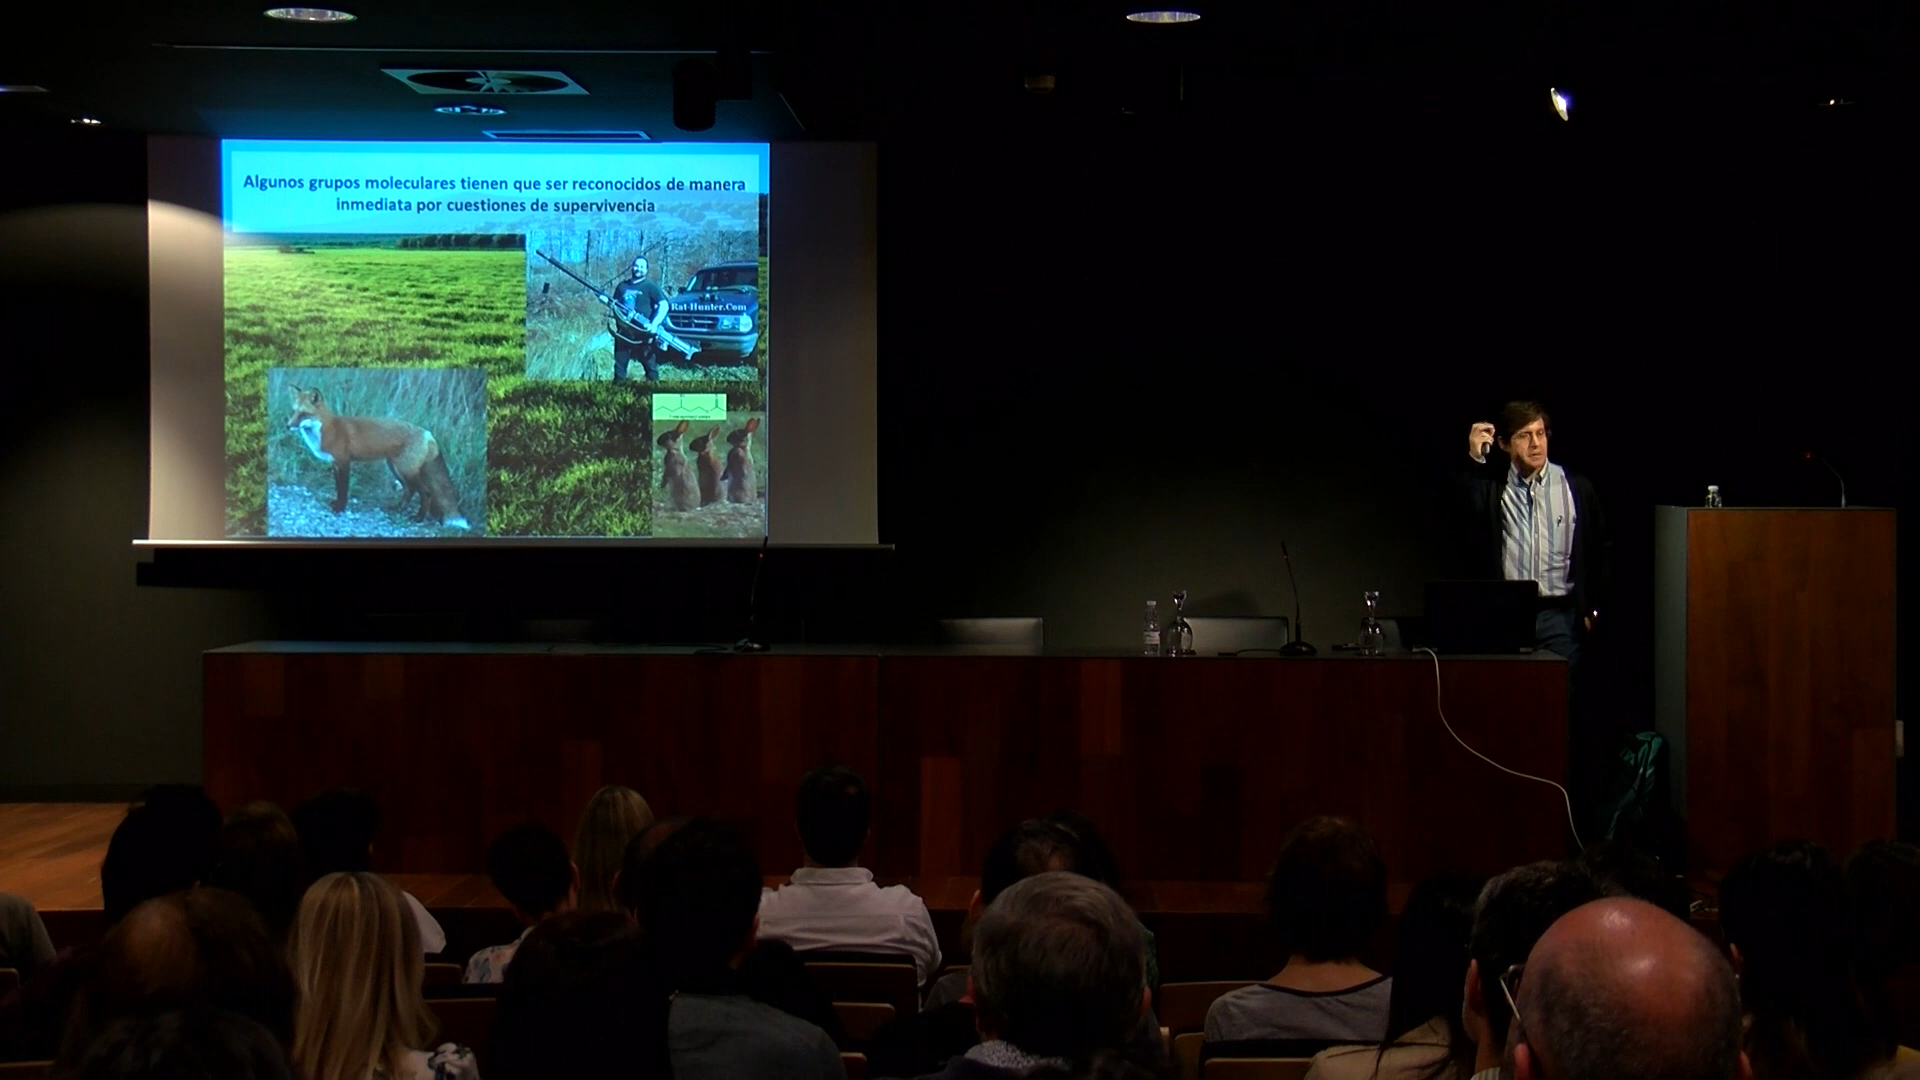 Algunos grupos moleculares tienen que ser reconocidos de manera
inmediata por cuestiones de supervivencia
Rat-Hunter.Com